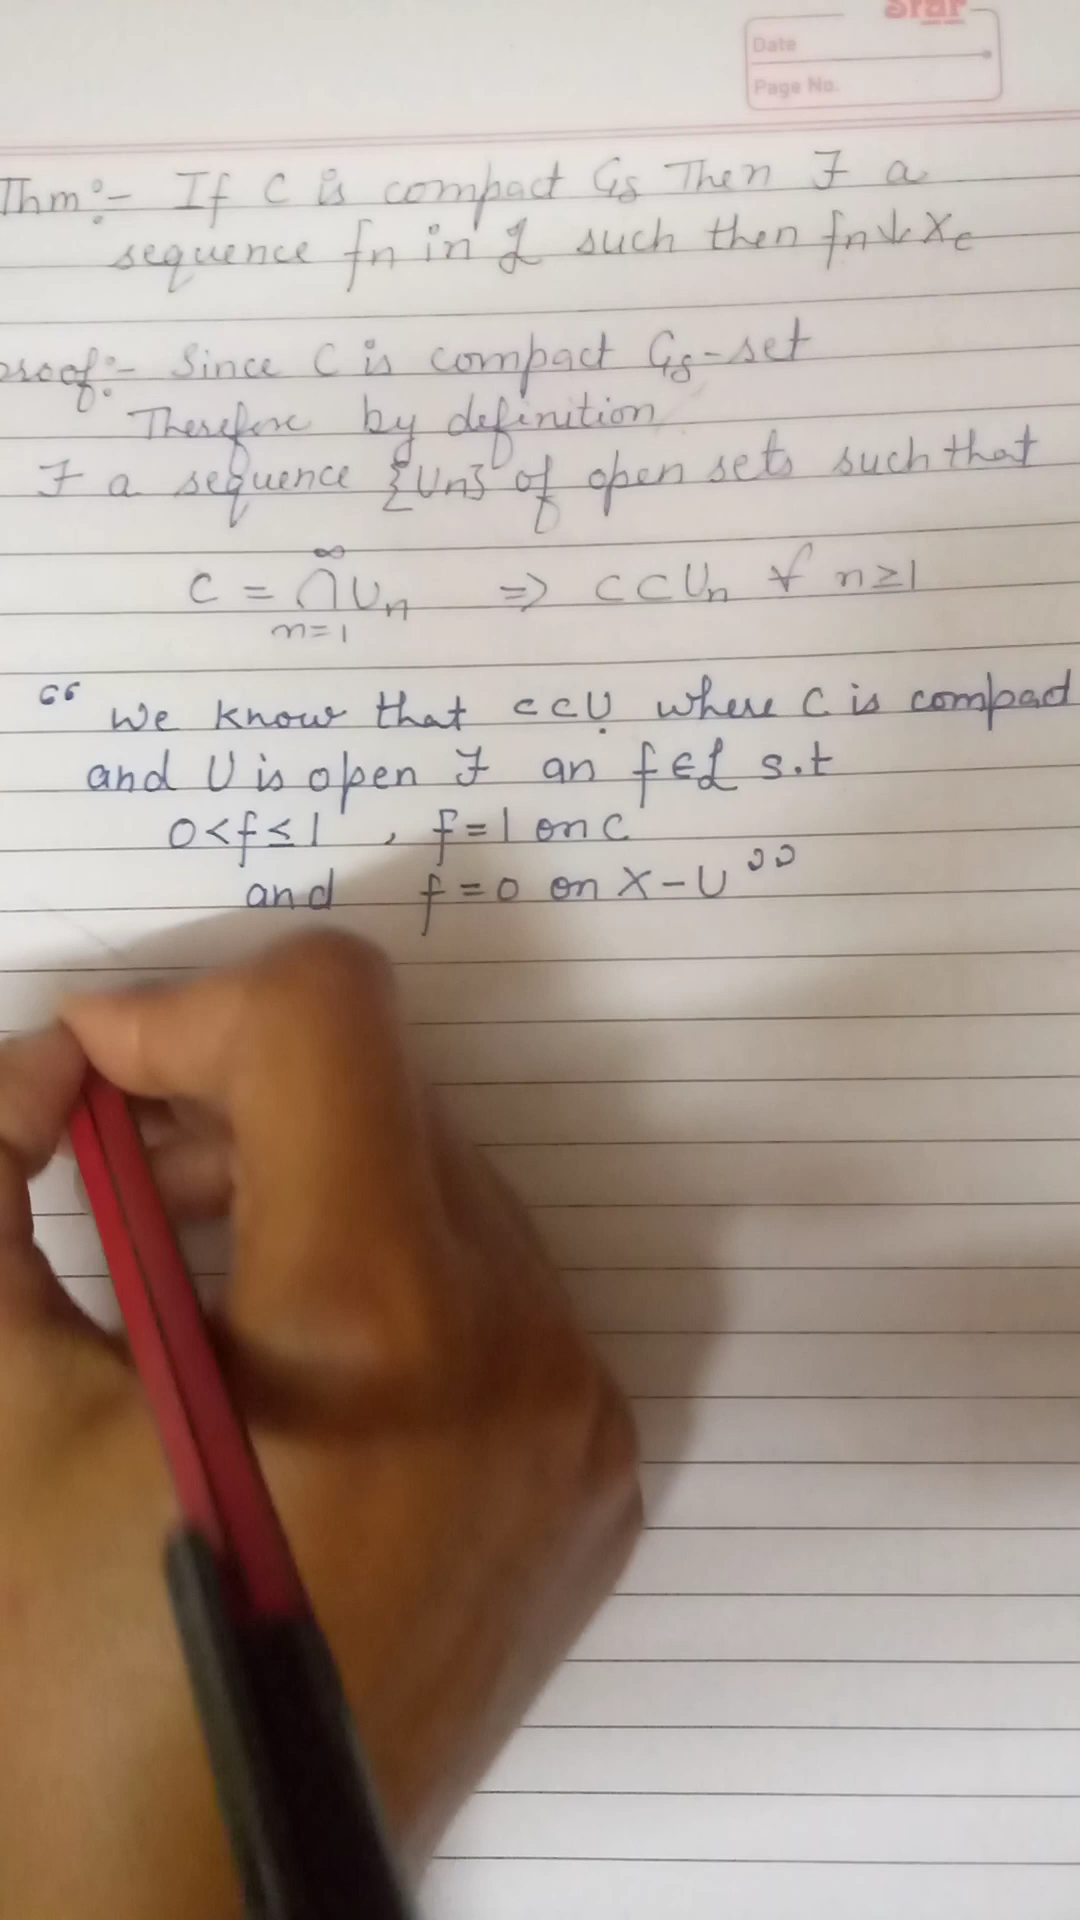 Star
Date
Page No.
Thm:- If C is compact Gδ Then ∃ a
sequence fn in ℒ such then fn↓χc
proof:- Since C is compact Gδ-set
Therefore by definition
∃ a sequence {Un} of open sets such that
C = ∞∩n=1 Un ⇒ C⊂Un ∀ n≥1
“ We know that C⊂U where C is compact
and U is open ∃ an f∈ℒ s.t
0<f≤1 , f=1 on C
and f=0 on X-U ”